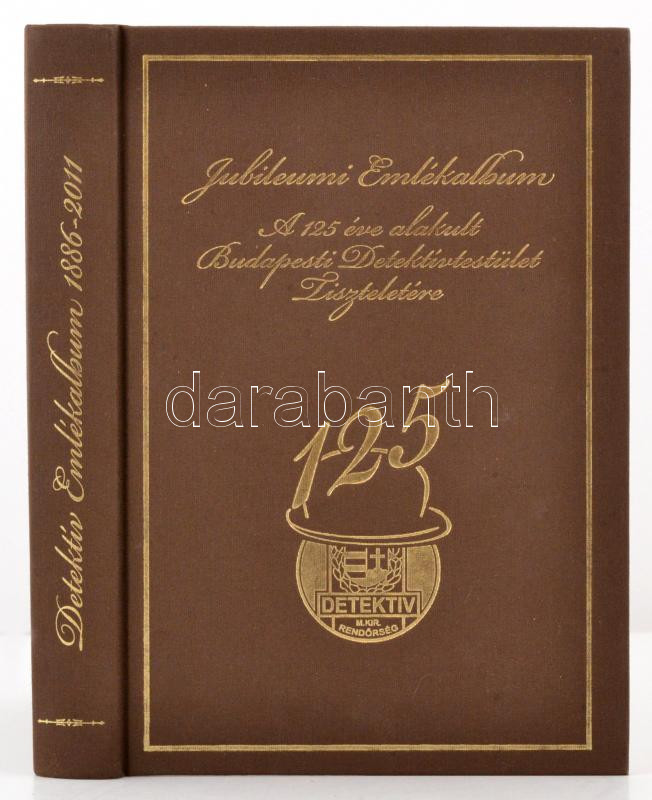 Detektív Emlékalbum 1886-2011
Jubileumi Emlékalbum
A 125 éve alakult
Budapesti Detektívtestület
Tiszteletére
darabanth
125
DETEKTIV
M.KIR.
RENDŐRSÉG